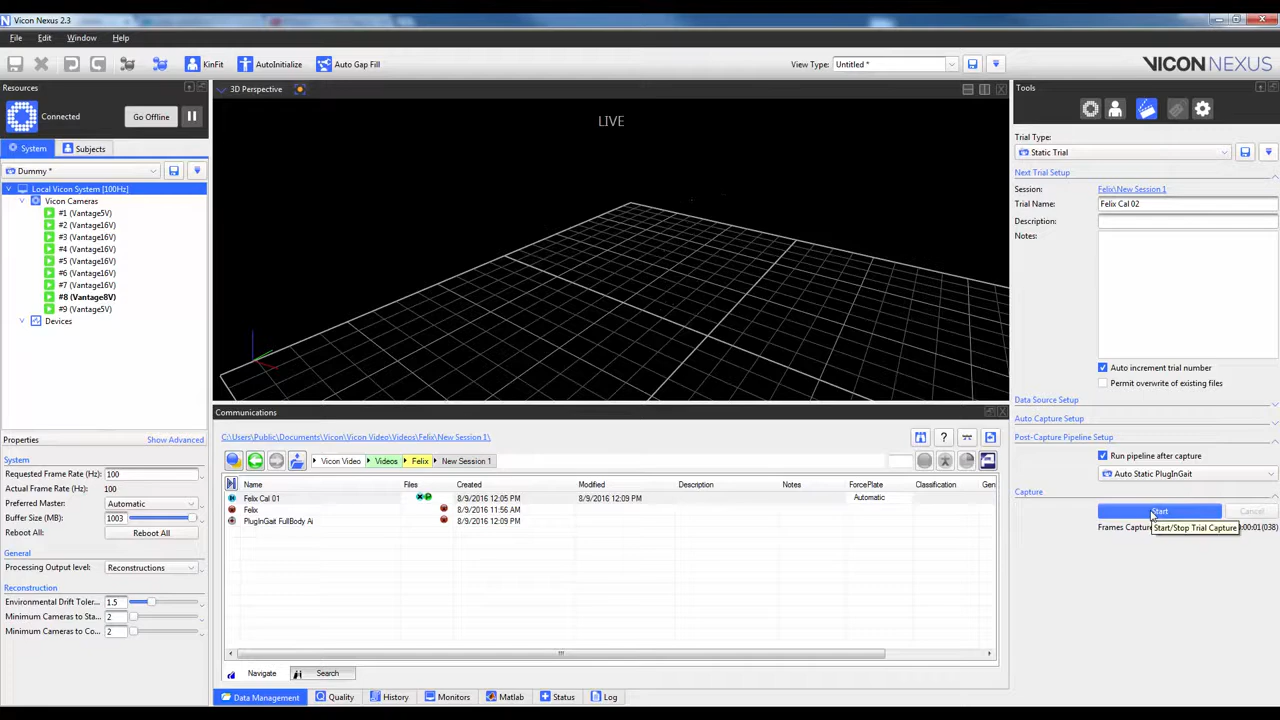 Vicon Nexus 2.3
File Edit Window Help
KinFit AutoInitialize Auto Gap Fill View Type: Untitled * VICON NEXUS
Resources
Connected Go Offline
System Subjects
Dummy *
Local Vicon System [100Hz]
Vicon Cameras
#1 (Vantage5V)
#2 (Vantage16V)
#3 (Vantage16V)
#4 (Vantage16V)
#5 (Vantage16V)
#6 (Vantage16V)
#7 (Vantage16V)
#8 (Vantage8V)
#9 (Vantage5V)
Devices
Properties Show Advanced
System
Requested Frame Rate (Hz): 100
Actual Frame Rate (Hz): 100
Preferred Master: Automatic
Buffer Size (MB): 1003
Reboot All: Reboot All
General
Processing Output level: Reconstructions
Reconstruction
Environmental Drift Toler... 1.5
Minimum Cameras to Sta... 2
Minimum Cameras to Co... 2
3D Perspective
LIVE
Communications
C:\Users\Public\Documents\Vicon\Vicon Video\Videos\Felix\New Session 1\
Vicon Video Videos Felix New Session 1
Name Files Created Modified Description Notes ForcePlate Classification Gen
Felix Cal 01 8/9/2016 12:05 PM 8/9/2016 12:09 PM Automatic
Felix 8/9/2016 11:56 AM
PlugInGait FullBody Ai 8/9/2016 12:09 PM
Navigate Search
Data Management Quality History Monitors Matlab Status Log
Tools
Trial Type:
Static Trial
Next Trial Setup
Session: Felix\New Session 1
Trial Name: Felix Cal 02
Description:
Notes:
Auto increment trial number
Permit overwrite of existing files
Data Source Setup
Auto Capture Setup
Post-Capture Pipeline Setup
Run pipeline after capture
Auto Static PlugInGait
Capture
Start Cancel
Frames Captur Start/Stop Trial Capture 0:00:01(038)